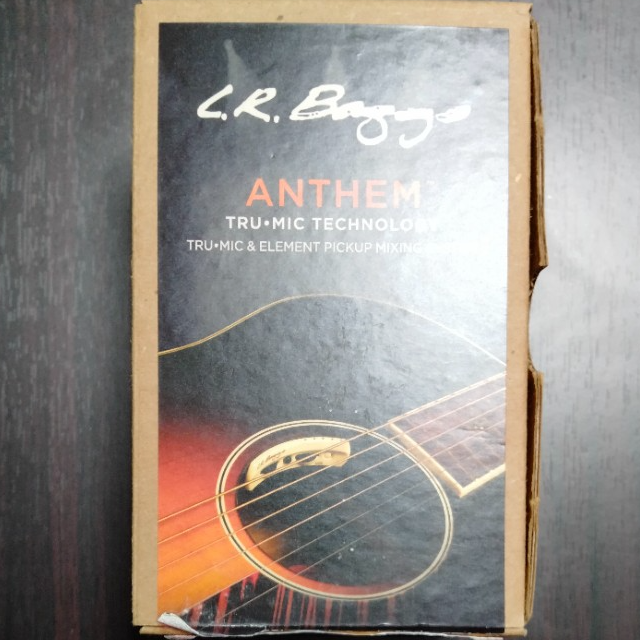 L.R. Baggs
ANTHEM
TRU•MIC TECHNOLOGY
TRU•MIC & ELEMENT PICKUP MIXING